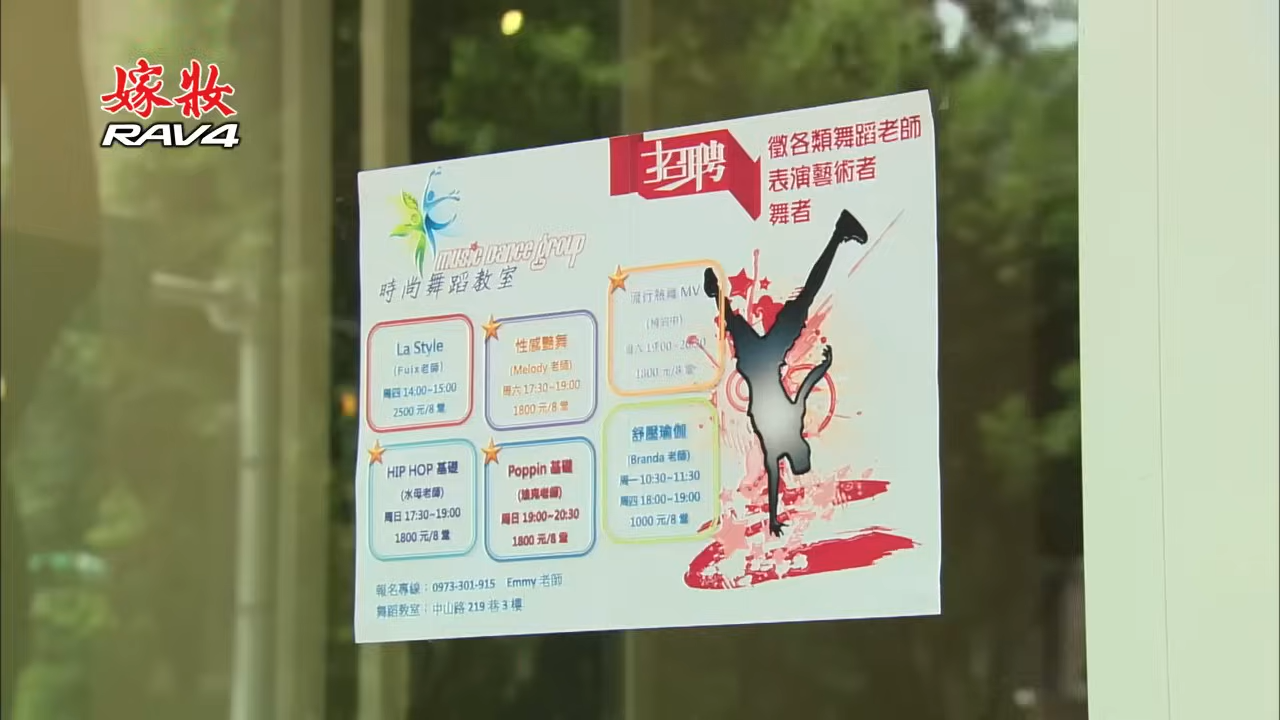 嫁妝
RAV4
招聘
徵各類舞蹈老師
表演藝術者
舞者
music Dance group
時尚舞蹈教室
La Style
(Fuix老師)
周四 14:00~15:00
2500 元/8 堂
性感艷舞
(Melody 老師)
周六 17:30~19:00
1800 元/8 堂
MV
1800 元/8 堂
HIP HOP 基礎
(水母老師)
周日 17:30~19:00
1800 元/8 堂
Poppin 基礎
周日 19:00~20:30
1800 元/8 堂
舒壓瑜伽
(Branda 老師)
周一 10:30~11:30
周四 18:00~19:00
1000 元/8 堂
報名專線：0973-301-915 Emmy 老師
舞蹈教室：中山路 219 巷 3 樓